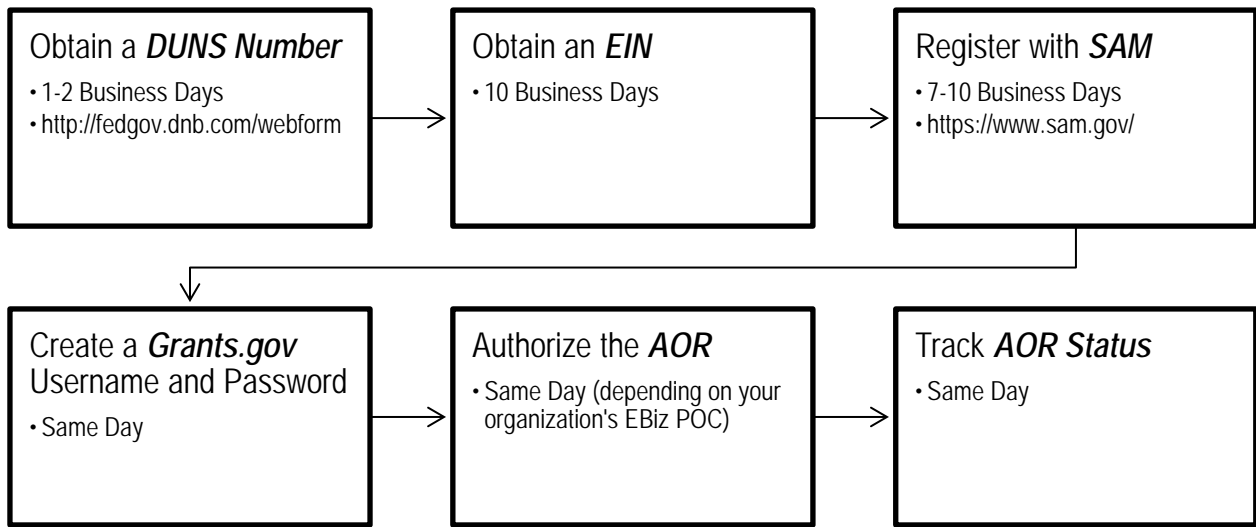 Obtain a DUNS Number
• 1-2 Business Days
• http://fedgov.dnb.com/webform
Obtain an EIN
• 10 Business Days
Register with SAM
• 7-10 Business Days
• https://www.sam.gov/
Create a Grants.gov
Username and Password
• Same Day
Authorize the AOR
• Same Day (depending on your
organization's EBiz POC)
Track AOR Status
• Same Day